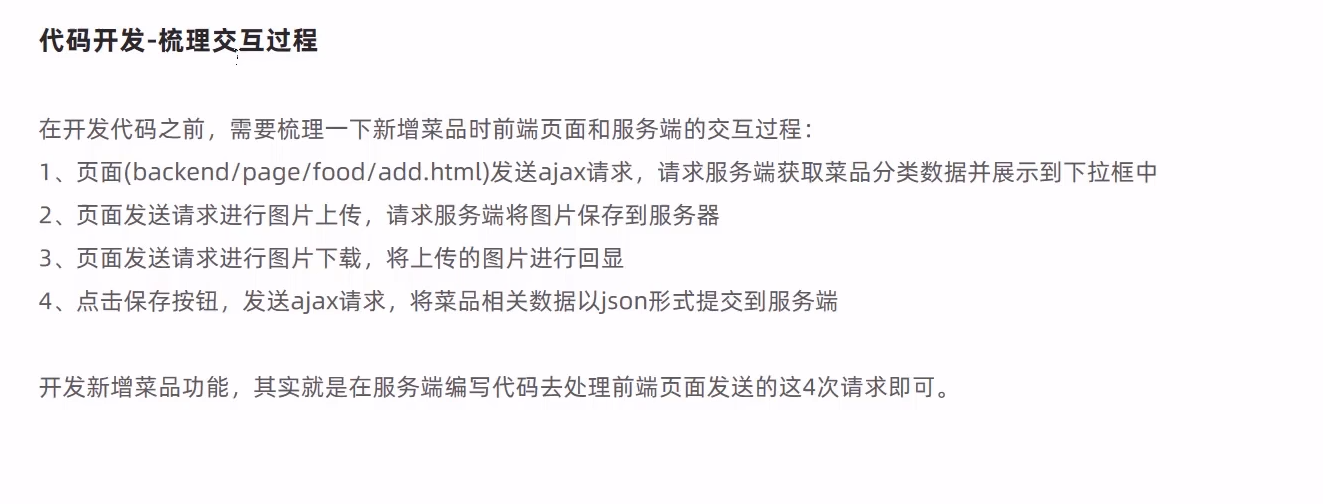 代码开发-梳理交互过程
在开发代码之前，需要梳理一下新增菜品时前端页面和服务端的交互过程：
1、页面(backend/page/food/add.html)发送ajax请求，请求服务端获取菜品分类数据并展示到下拉框中
2、页面发送请求进行图片上传，请求服务端将图片保存到服务器
3、页面发送请求进行图片下载，将上传的图片进行回显
4、点击保存按钮，发送ajax请求，将菜品相关数据以json形式提交到服务端
开发新增菜品功能，其实就是在服务端编写代码去处理前端页面发送的这4次请求即可。